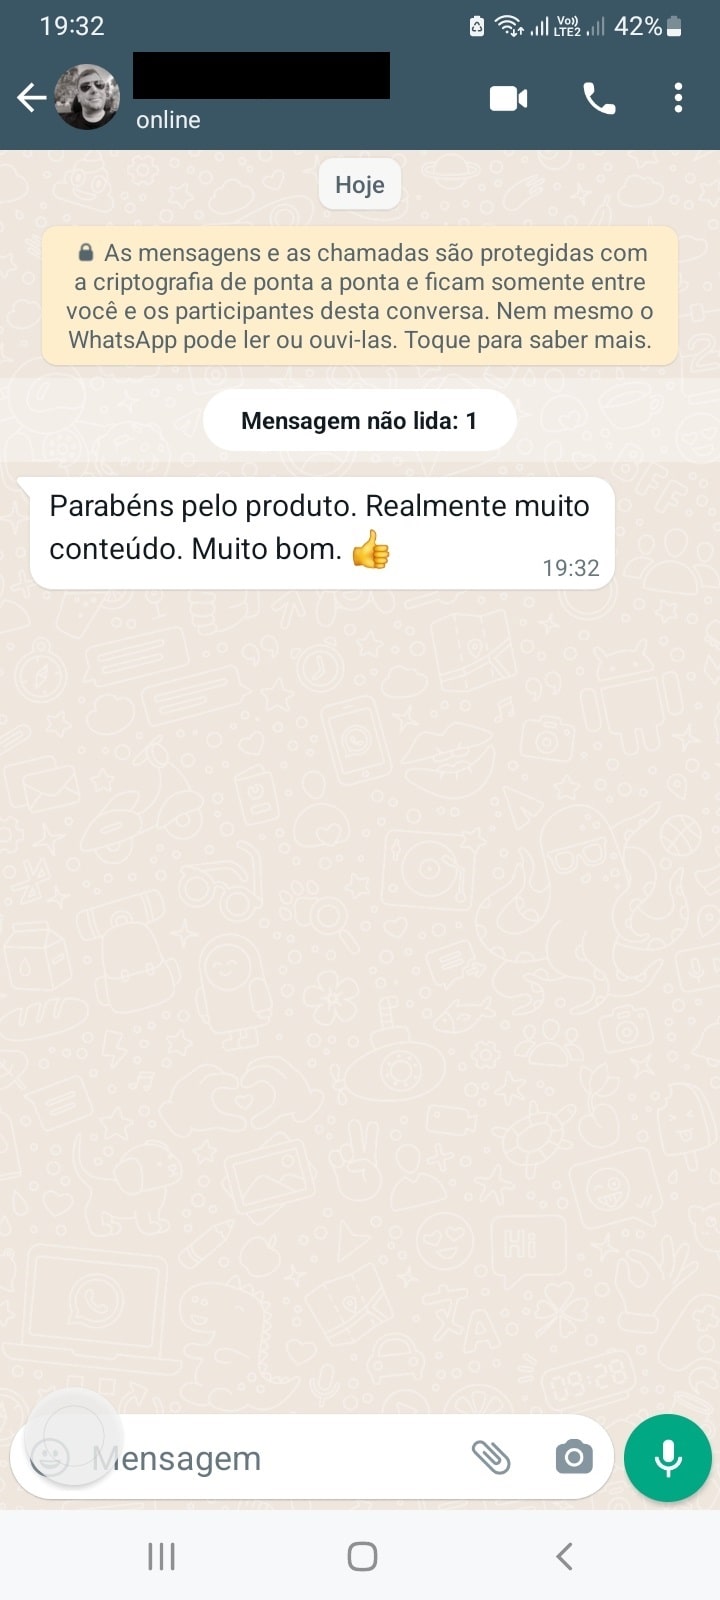 19:32
Vo))
LTE2
42%
online
Hoje
As mensagens e as chamadas são protegidas com
a criptografia de ponta a ponta e ficam somente entre
você e os participantes desta conversa. Nem mesmo o
WhatsApp pode ler ou ouvi-las. Toque para saber mais.
Mensagem não lida: 1
Parabéns pelo produto. Realmente muito
conteúdo. Muito bom. 👍
19:32
Mensagem